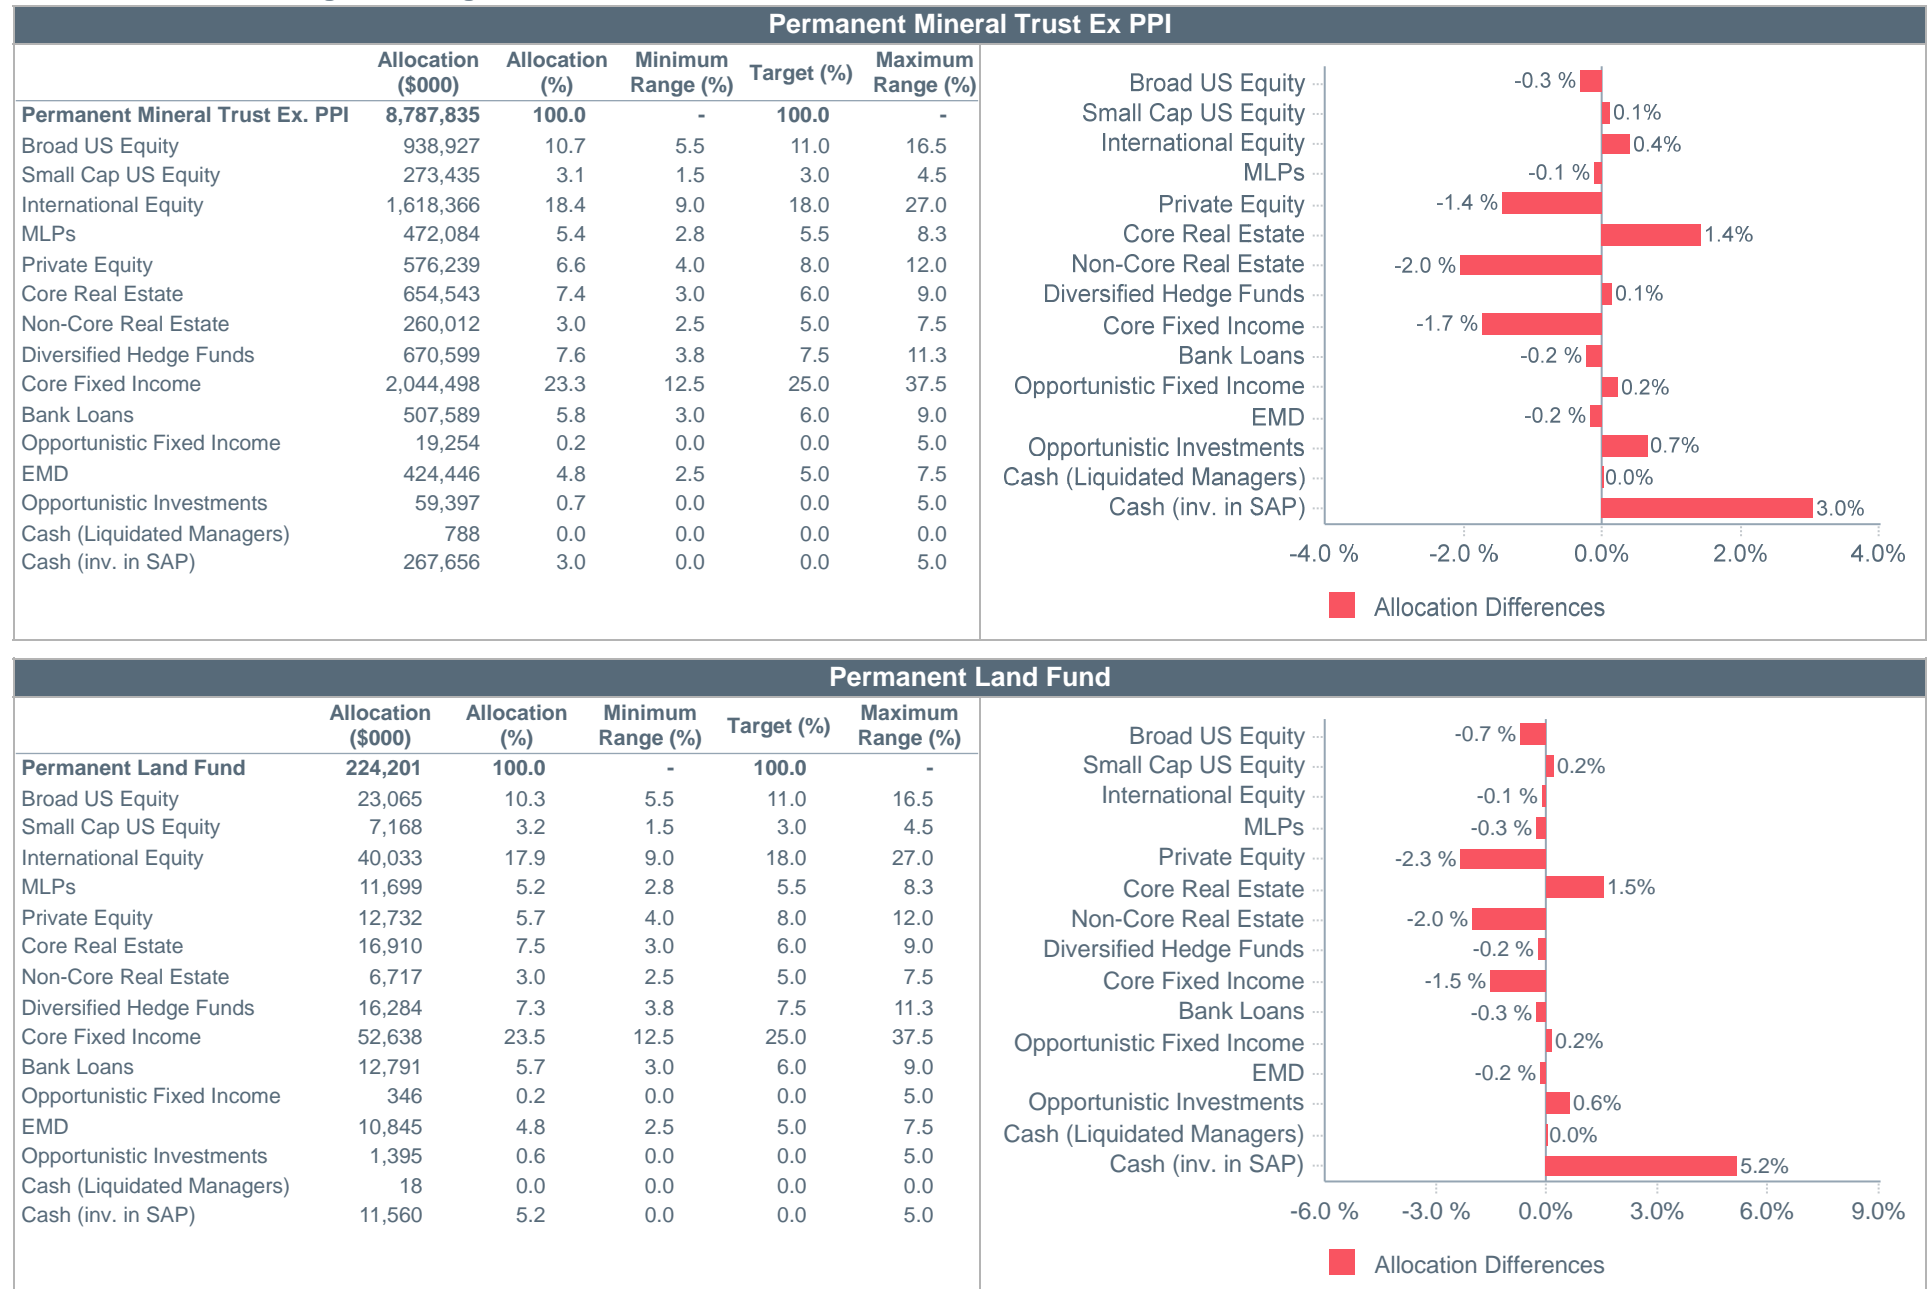 Permanent Mineral Trust Ex PPI
Allocation ($000) Allocation (%) Minimum Range (%) Target (%) Maximum Range (%)
Permanent Mineral Trust Ex. PPI 8,787,835 100.0 - 100.0 -
Broad US Equity 938,927 10.7 5.5 11.0 16.5
Small Cap US Equity 273,435 3.1 1.5 3.0 4.5
International Equity 1,618,366 18.4 9.0 18.0 27.0
MLPs 472,084 5.4 2.8 5.5 8.3
Private Equity 576,239 6.6 4.0 8.0 12.0
Core Real Estate 654,543 7.4 3.0 6.0 9.0
Non-Core Real Estate 260,012 3.0 2.5 5.0 7.5
Diversified Hedge Funds 670,599 7.6 3.8 7.5 11.3
Core Fixed Income 2,044,498 23.3 12.5 25.0 37.5
Bank Loans 507,589 5.8 3.0 6.0 9.0
Opportunistic Fixed Income 19,254 0.2 0.0 0.0 5.0
EMD 424,446 4.8 2.5 5.0 7.5
Opportunistic Investments 59,397 0.7 0.0 0.0 5.0
Cash (Liquidated Managers) 788 0.0 0.0 0.0 0.0
Cash (inv. in SAP) 267,656 3.0 0.0 0.0 5.0
Broad US Equity -0.3 %
Small Cap US Equity 0.1%
International Equity 0.4%
MLPs -0.1 %
Private Equity -1.4 %
Core Real Estate 1.4%
Non-Core Real Estate -2.0 %
Diversified Hedge Funds 0.1%
Core Fixed Income -1.7 %
Bank Loans -0.2 %
Opportunistic Fixed Income 0.2%
EMD -0.2 %
Opportunistic Investments 0.7%
Cash (Liquidated Managers) 0.0%
Cash (inv. in SAP) 3.0%
-4.0 % -2.0 % 0.0% 2.0% 4.0%
Allocation Differences
Permanent Land Fund
Allocation ($000) Allocation (%) Minimum Range (%) Target (%) Maximum Range (%)
Permanent Land Fund 224,201 100.0 - 100.0 -
Broad US Equity 23,065 10.3 5.5 11.0 16.5
Small Cap US Equity 7,168 3.2 1.5 3.0 4.5
International Equity 40,033 17.9 9.0 18.0 27.0
MLPs 11,699 5.2 2.8 5.5 8.3
Private Equity 12,732 5.7 4.0 8.0 12.0
Core Real Estate 16,910 7.5 3.0 6.0 9.0
Non-Core Real Estate 6,717 3.0 2.5 5.0 7.5
Diversified Hedge Funds 16,284 7.3 3.8 7.5 11.3
Core Fixed Income 52,638 23.5 12.5 25.0 37.5
Bank Loans 12,791 5.7 3.0 6.0 9.0
Opportunistic Fixed Income 346 0.2 0.0 0.0 5.0
EMD 10,845 4.8 2.5 5.0 7.5
Opportunistic Investments 1,395 0.6 0.0 0.0 5.0
Cash (Liquidated Managers) 18 0.0 0.0 0.0 0.0
Cash (inv. in SAP) 11,560 5.2 0.0 0.0 5.0
Broad US Equity -0.7 %
Small Cap US Equity 0.2%
International Equity -0.1 %
MLPs -0.3 %
Private Equity -2.3 %
Core Real Estate 1.5%
Non-Core Real Estate -2.0 %
Diversified Hedge Funds -0.2 %
Core Fixed Income -1.5 %
Bank Loans -0.3 %
Opportunistic Fixed Income 0.2%
EMD -0.2 %
Opportunistic Investments 0.6%
Cash (Liquidated Managers) 0.0%
Cash (inv. in SAP) 5.2%
-6.0 % -3.0 % 0.0% 3.0% 6.0% 9.0%
Allocation Differences